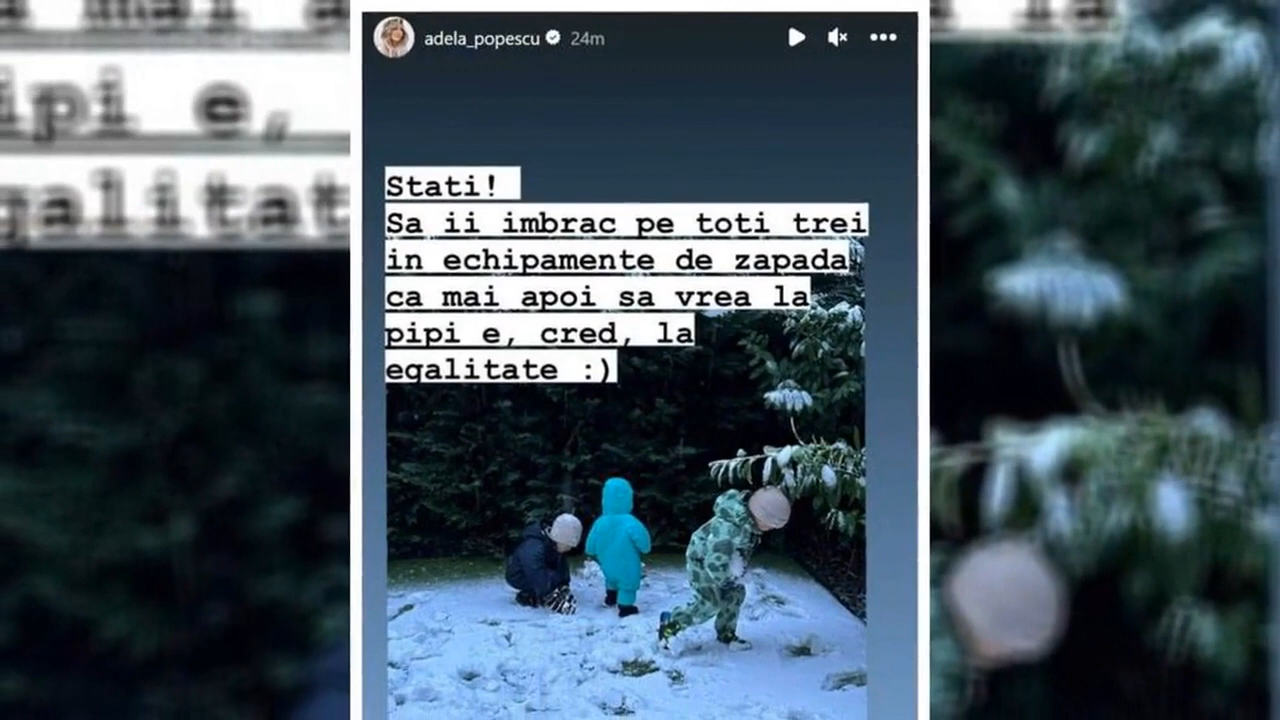 adela_popescu 24m
Stati!
Sa ii imbrac pe toti trei
in echipamente de zapada
ca mai apoi sa vrea la
pipi e, cred, la
egalitate :)